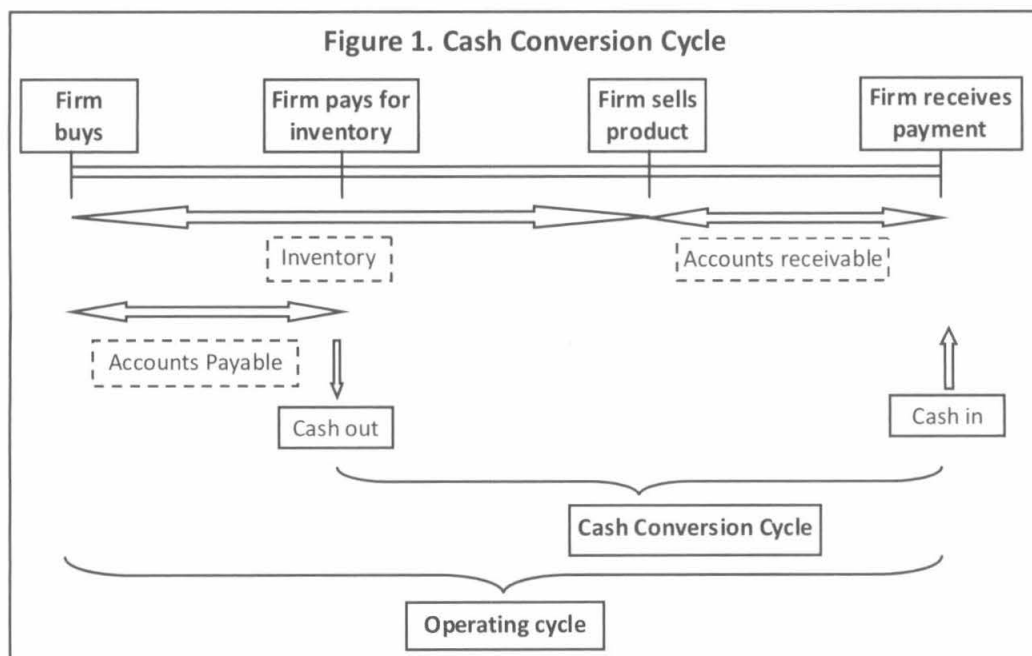 Figure 1. Cash Conversion Cycle
Firm
buys
Firm pays for
inventory
Firm sells
product
Firm receives
payment
Inventory
Accounts receivable
Accounts Payable
Cash out
Cash in
Cash Conversion Cycle
Operating cycle